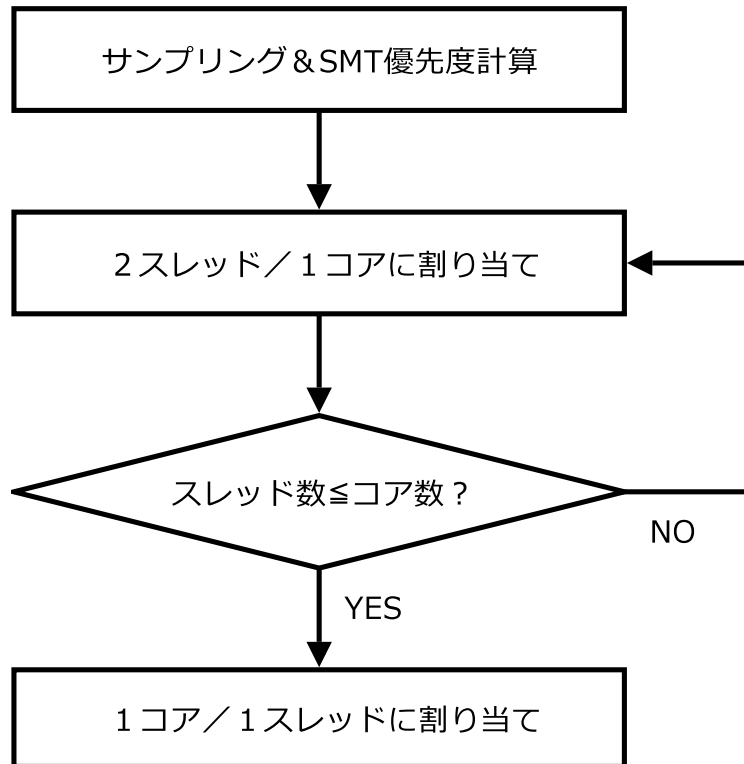 サンプリング＆SMT優先度計算
２スレッド／１コアに割り当て
スレッド数≦コア数？
NO
YES
１コア／１スレッドに割り当て